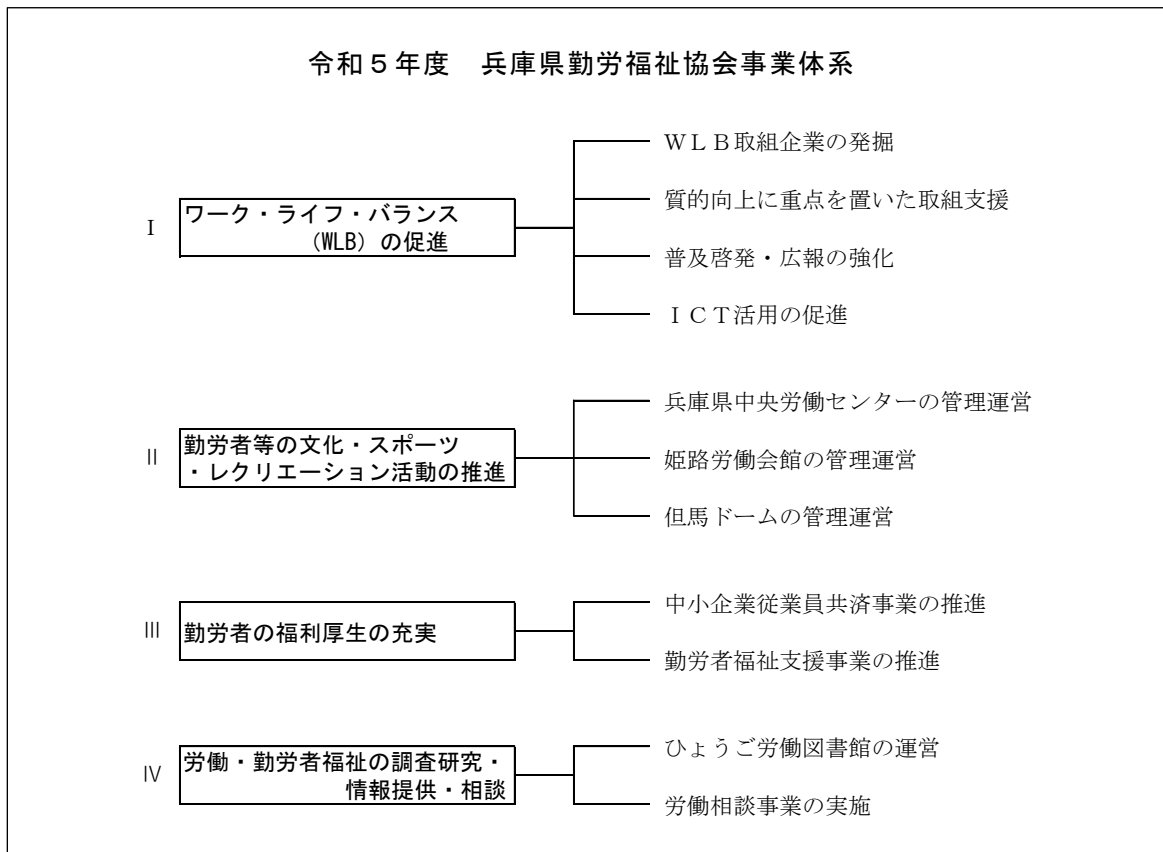 令和５年度　兵庫県勤労福祉協会事業体系
Ⅰ
ワーク・ライフ・バランス
(WLB) の促進
ＷＬＢ取組企業の発掘
質的向上に重点を置いた取組支援
普及啓発・広報の強化
ＩＣＴ活用の促進
Ⅱ
勤労者等の文化・スポーツ
・レクリエーション活動の推進
兵庫県中央労働センターの管理運営
姫路労働会館の管理運営
但馬ドームの管理運営
Ⅲ
勤労者の福利厚生の充実
中小企業従業員共済事業の推進
勤労者福祉支援事業の推進
Ⅳ
労働・勤労者福祉の調査研究・
情報提供・相談
ひょうご労働図書館の運営
労働相談事業の実施